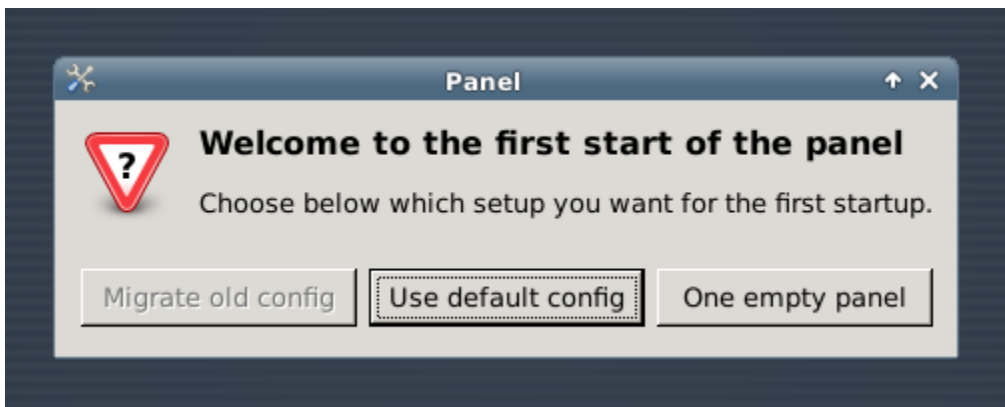 Panel
?
Welcome to the first start of the panel
Choose below which setup you want for the first startup.
Migrate old config
Use default config
One empty panel